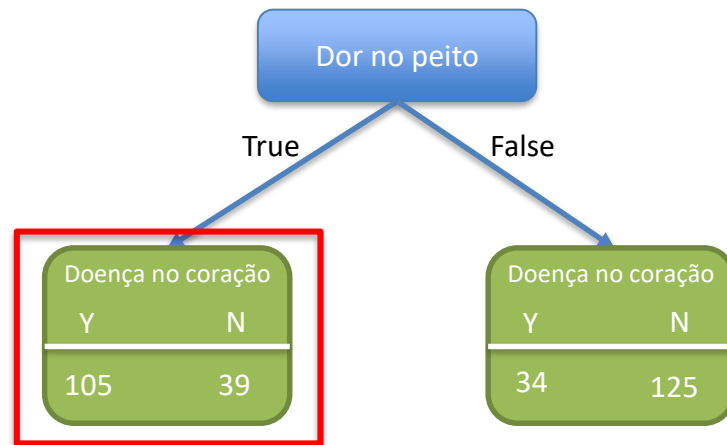 Dor no peito
True False
Doença no coração Doença no coração
Y N Y N
105 39 34 125